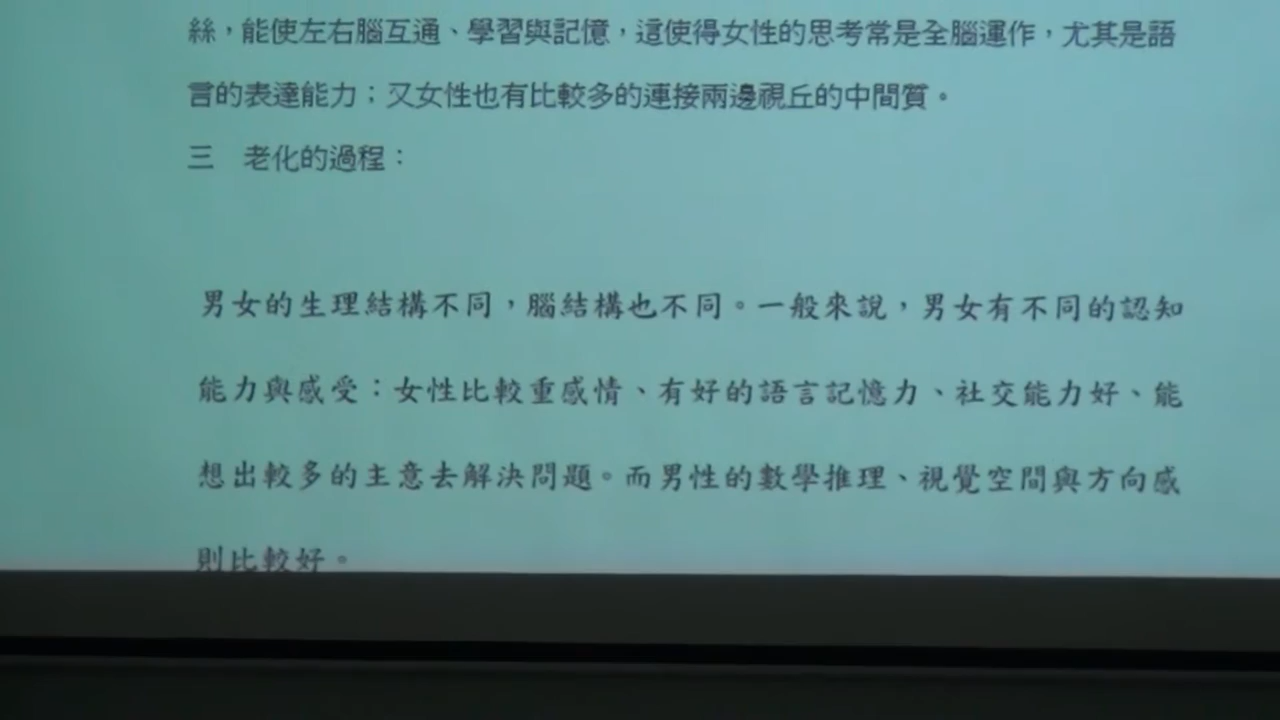 絲，能使左右腦互通、學習與記憶，這使得女性的思考常是全腦運作，尤其是語
言的表達能力；又女性也有比較多的連接兩邊視丘的中間質。
三　老化的過程：
男女的生理結構不同，腦結構也不同。一般來說，男女有不同的認知
能力與感受：女性比較重感情、有好的語言記憶力、社交能力好、能
想出較多的主意去解決問題。而男性的數學推理、視覺空間與方向感
則比較好。